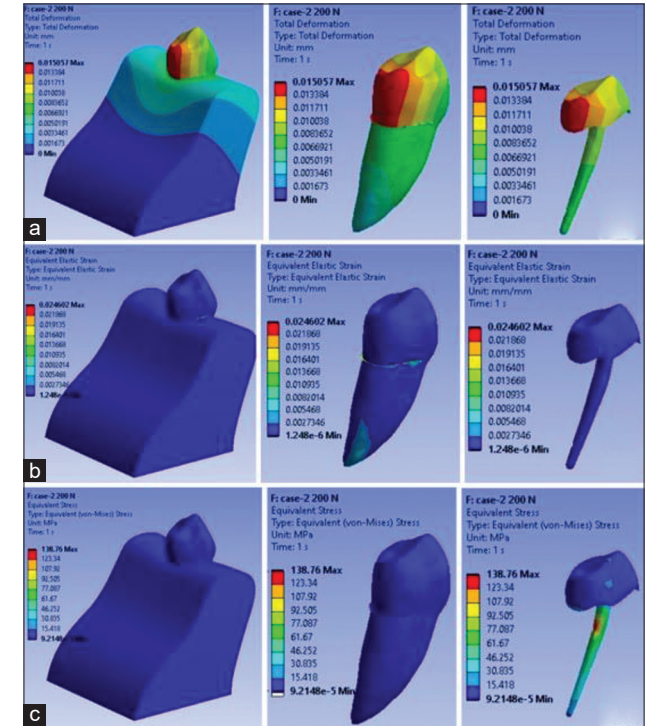 F: case-2 200 N
Total Deformation
Type: Total Deformation
Unit: mm
Time: 1 s
0.015057 Max
0.013384
0.011711
0.010038
0.0083652
0.0066921
0.0050191
0.0033461
0.001673
0 Min
F: case-2 200 N
Total Deformation
Type: Total Deformation
Unit: mm
Time: 1 s
0.015057 Max
0.013384
0.011711
0.010038
0.0083652
0.0066921
0.0050191
0.0033461
0.001673
0 Min
F: case-2 200 N
Total Deformation
Type: Total Deformation
Unit: mm
Time: 1 s
0.015057 Max
0.013384
0.011711
0.010038
0.0083652
0.0066921
0.0050191
0.0033461
0.001673
0 Min
a
F: case-2 200 N
Equivalent Elastic Strain
Type: Equivalent Elastic Strain
Unit: mm/mm
Time: 1 s
0.024602 Max
0.021868
0.019135
0.016401
0.013668
0.010935
0.0082014
0.005468
0.0027346
1.248e-6 Min
F: case-2 200 N
Equivalent Elastic Strain
Type: Equivalent Elastic Strain
Unit: mm/mm
Time: 1 s
0.024602 Max
0.021868
0.019135
0.016401
0.013668
0.010935
0.0082014
0.005468
0.0027346
1.248e-6 Min
F: case-2 200 N
Equivalent Elastic Strain
Type: Equivalent Elastic Strain
Unit: mm/mm
Time: 1 s
0.024602 Max
0.021868
0.019135
0.016401
0.013668
0.010935
0.0082014
0.005468
0.0027346
1.248e-6 Min
b
F: case-2 200 N
Equivalent Stress
Type: Equivalent (von-Mises) Stress
Unit: MPa
Time: 1 s
138.76 Max
123.34
107.92
92.505
77.087
61.67
46.252
30.835
15.418
9.2148e-5 Min
F: case-2 200 N
Equivalent Stress
Type: Equivalent (von-Mises) Stress
Unit: MPa
Time: 1 s
138.76 Max
123.34
107.92
92.505
77.087
61.67
46.252
30.835
15.418
9.2148e-5 Min
F: case-2 200 N
Equivalent Stress
Type: Equivalent (von-Mises) Stress
Unit: MPa
Time: 1 s
138.76 Max
123.34
107.92
92.505
77.087
61.67
46.252
30.835
15.418
9.2148e-5 Min
c